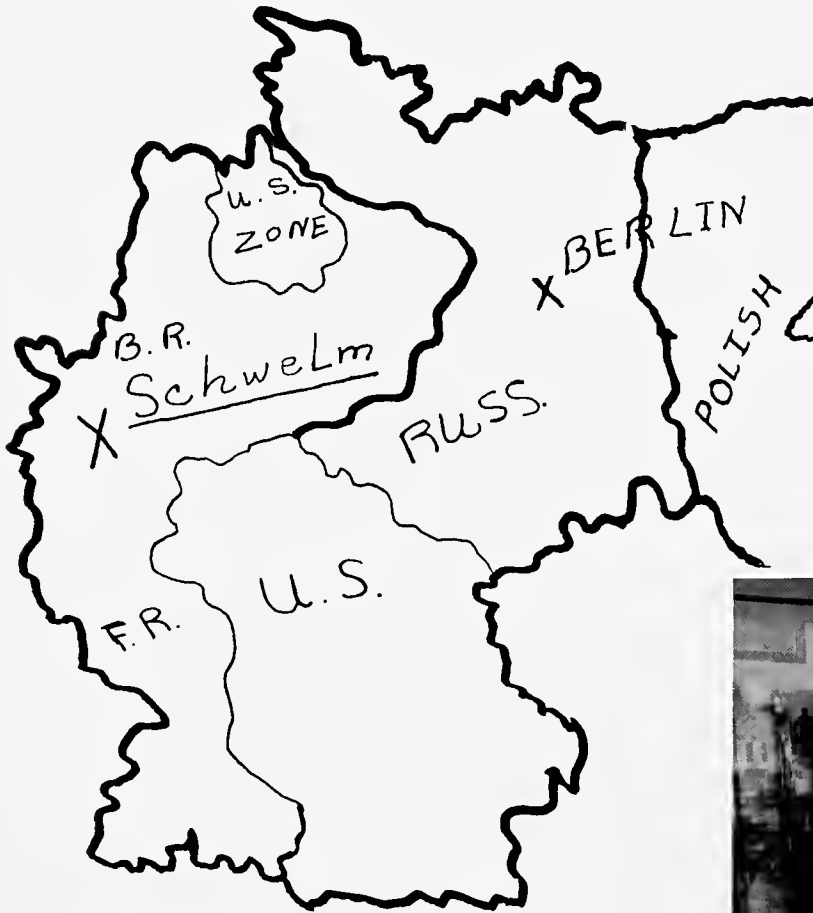 U.S.
ZONE
BERLIN
X
B.R.
Schwelm
X
RUSS.
POLISH
F.R.
U.S.